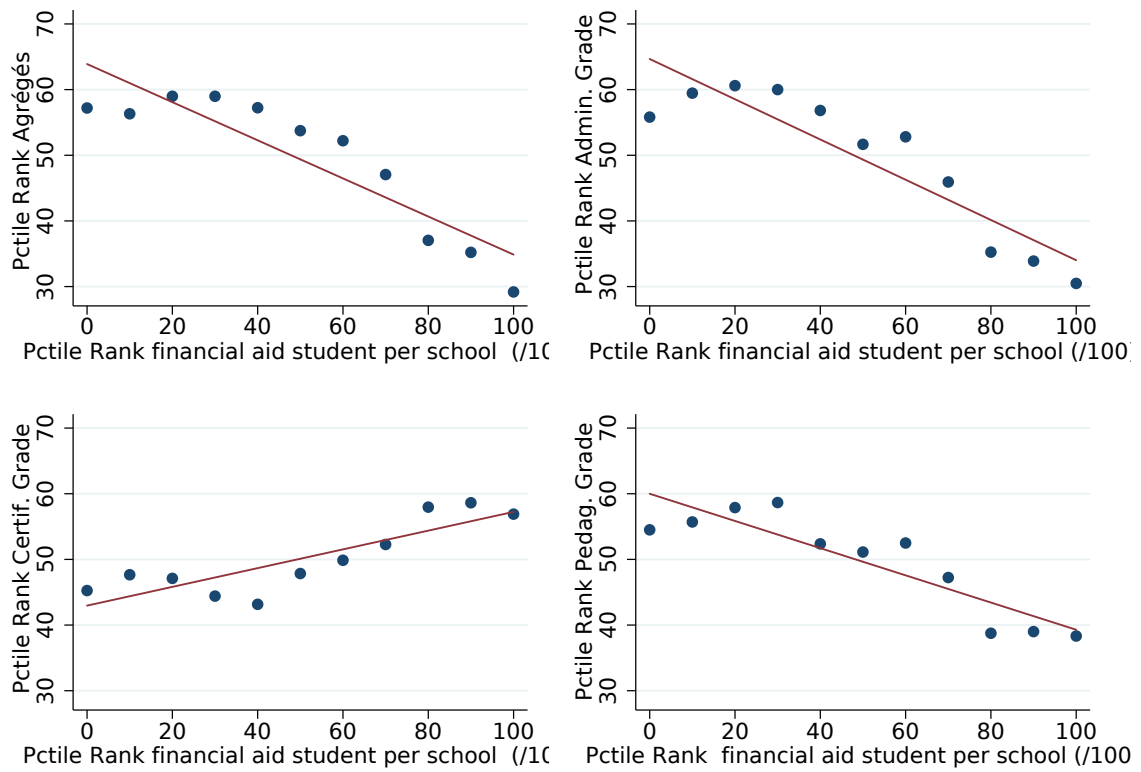 Pctile Rank Agrégés
70
60
50
40
30
0 20 40 60 80 100
Pctile Rank financial aid student per school (/10
Pctile Rank Admin. Grade
70
60
50
40
30
0 20 40 60 80 100
Pctile Rank financial aid student per school (/100)
Pctile Rank Certif. Grade
70
60
50
40
30
0 20 40 60 80 100
Pctile Rank financial aid student per school (/10
Pctile Rank Pedag. Grade
70
60
50
40
30
0 20 40 60 80 100
Pctile Rank financial aid student per school (/100